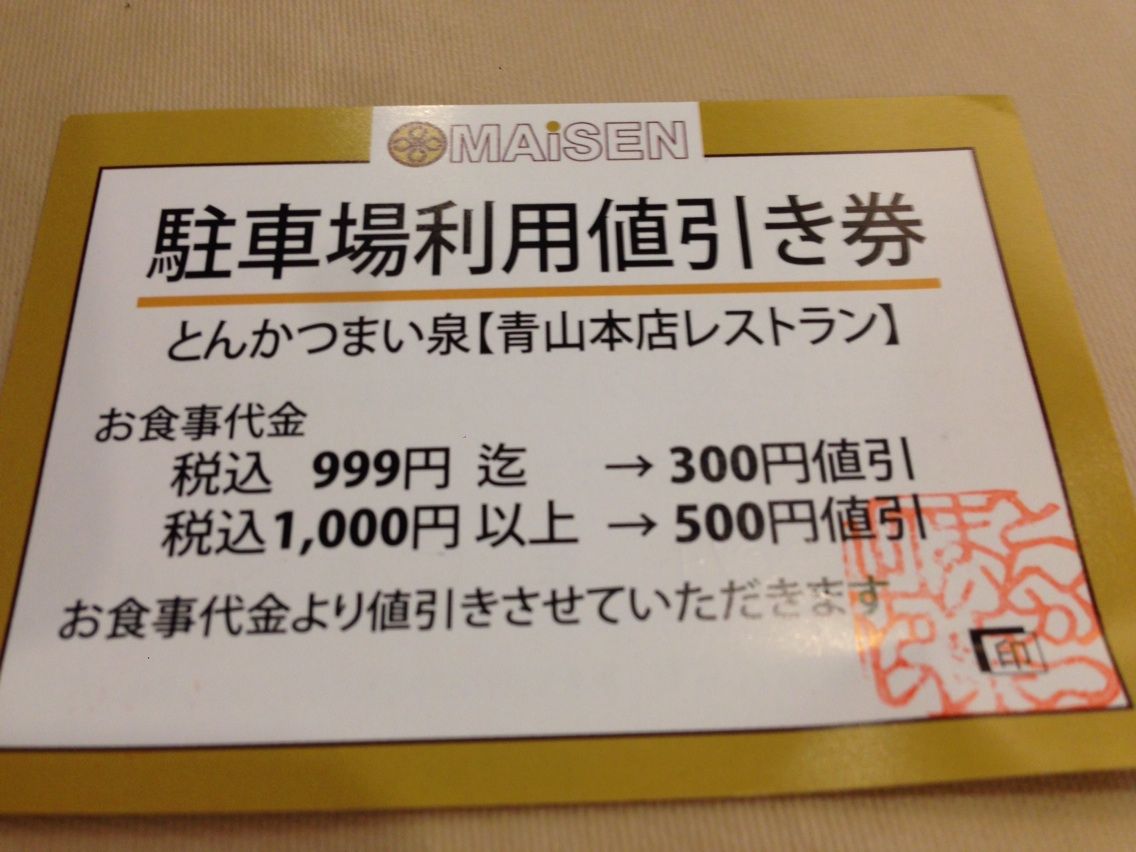 MAiSEN
駐車場利用値引き券
とんかつまい泉【青山本店レストラン】
お食事代金
税込 999円 迄 → 300円値引
税込1,000円 以上 → 500円値引
お食事代金より値引きさせていただきます
印